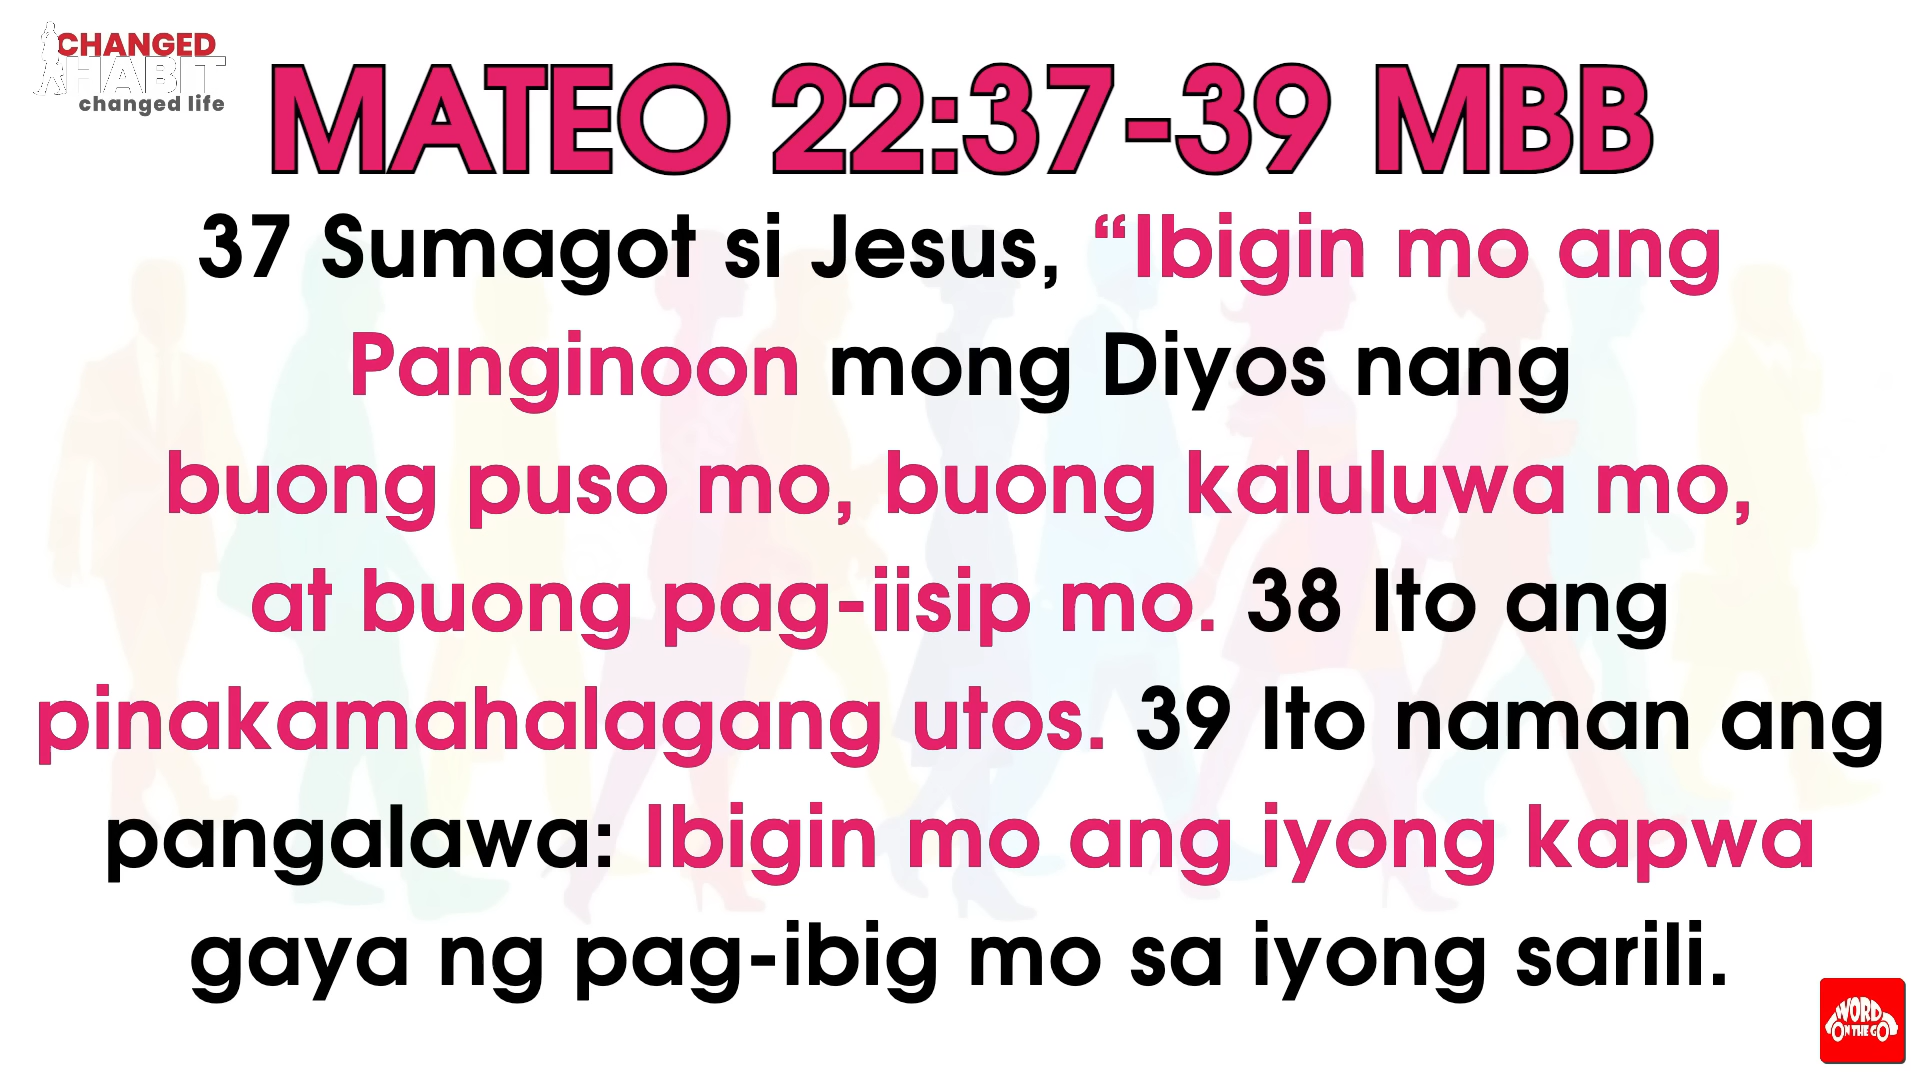 CHANGED
HABIT
changed life
MATEO 22:37-39 MBB
37 Sumagot si Jesus, “Ibigin mo ang
Panginoon mong Diyos nang
buong puso mo, buong kaluluwa mo,
at buong pag-iisip mo. 38 Ito ang
pinakamahalagang utos. 39 Ito naman ang
pangalawa: Ibigin mo ang iyong kapwa
gaya ng pag-ibig mo sa iyong sarili.
WORD
ON THE GO